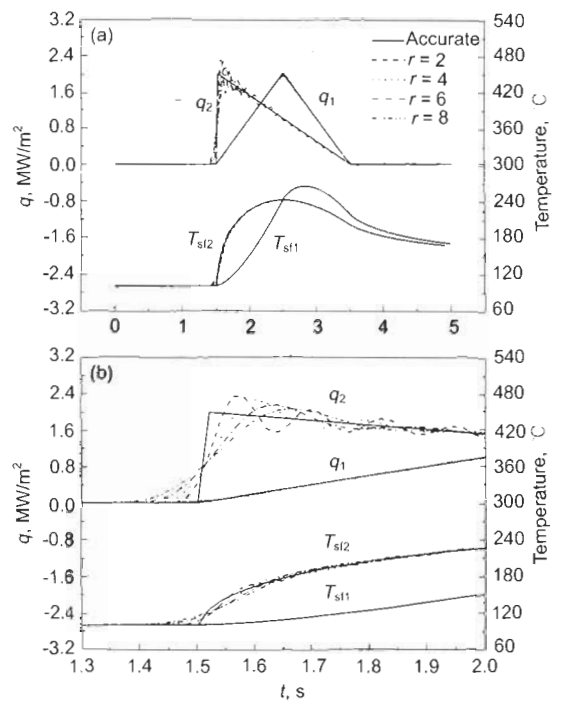 (a)
q, MW/m²
3.2
2.4
1.6
0.8
0.0
-0.8
-1.6
-2.4
-3.2
540
480
420
360
300
240
180
120
60
Temperature, °C
Accurate
r = 2
r = 4
r = 6
r = 8
q₂
q₁
Tsf2
Tsf1
0 1 2 3 4 5
(b)
q, MW/m²
3.2
2.4
1.6
0.8
0.0
-0.8
-1.6
-2.4
-3.2
540
480
420
360
300
240
180
120
60
Temperature, °C
q₂
q₁
Tsf2
Tsf1
1.3 1.4 1.5 1.6 1.7 1.8 1.9 2.0
t, s